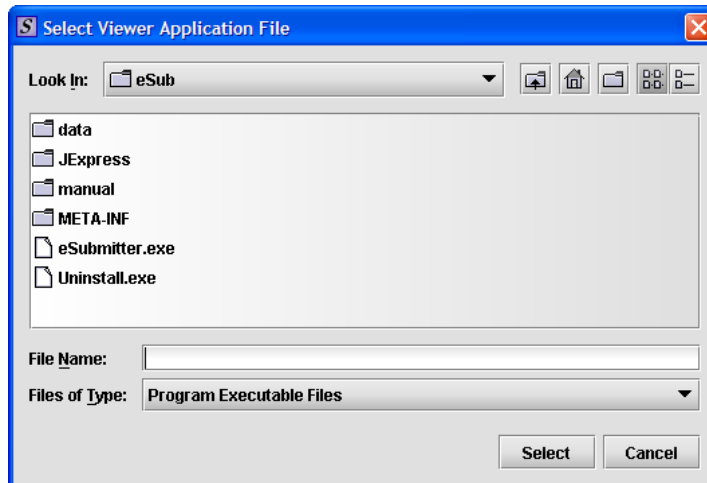 S Select Viewer Application File
Look In: eSub
data
JExpress
manual
META-INF
eSubmitter.exe
Uninstall.exe
File Name:
Files of Type: Program Executable Files
Select Cancel